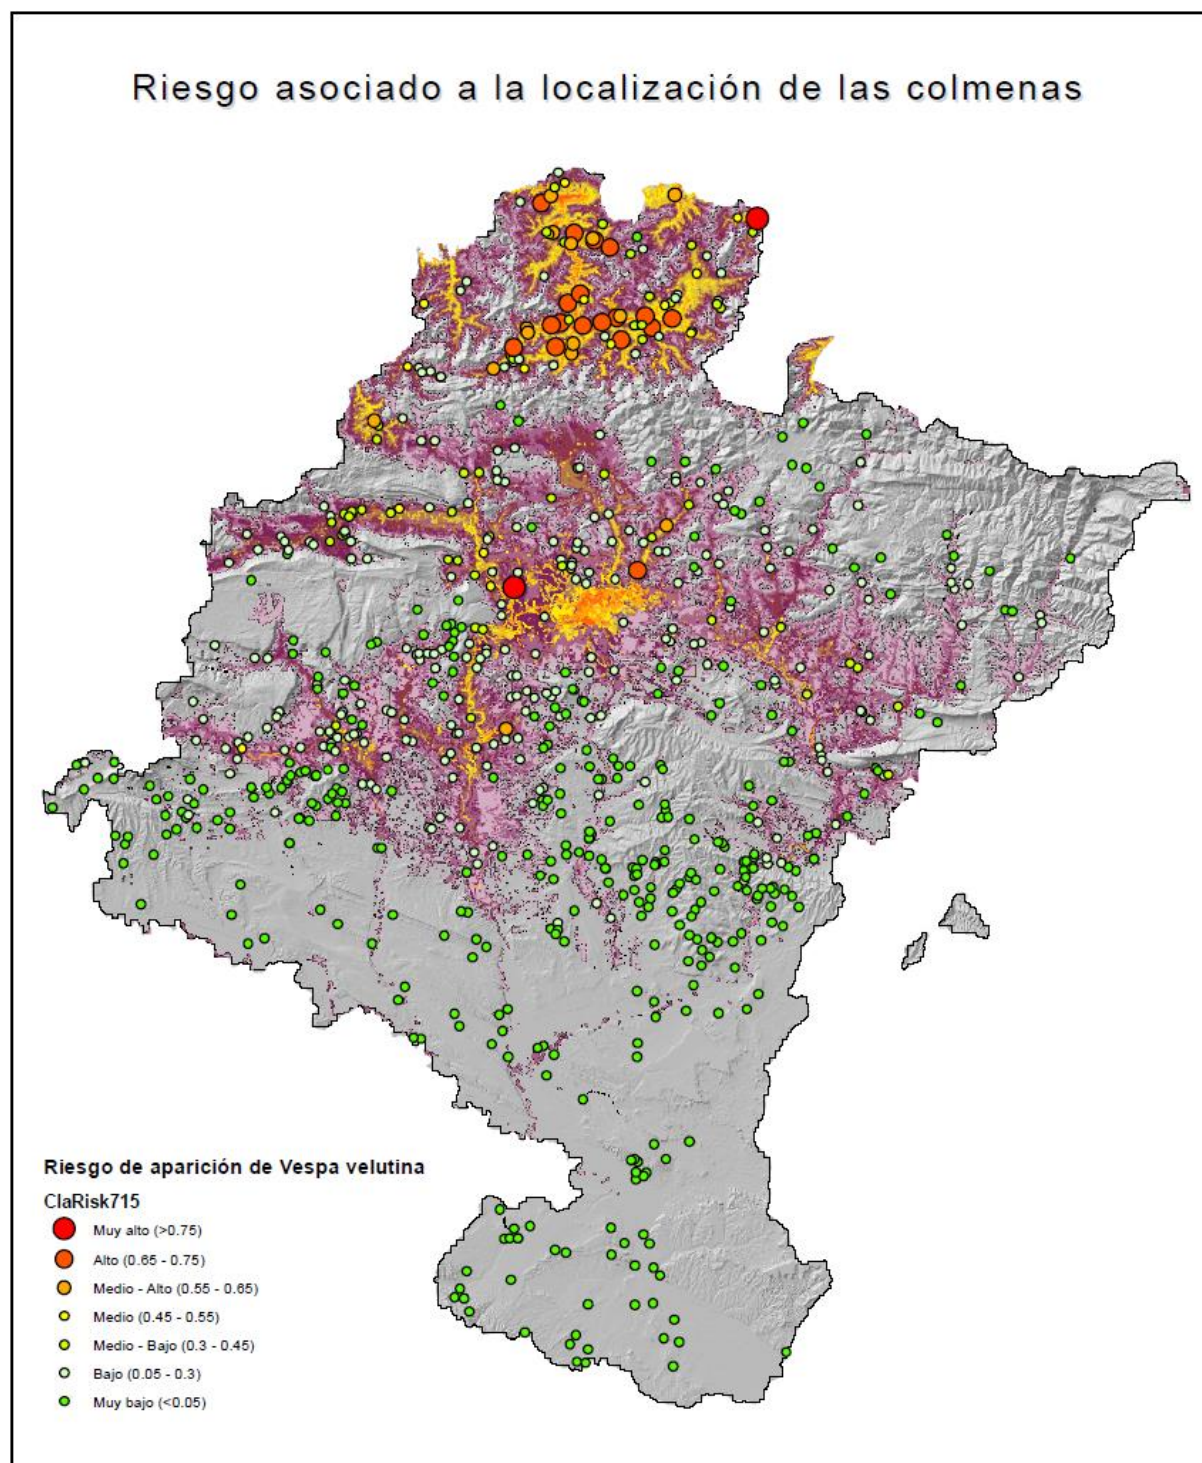 Riesgo asociado a la localización de las colmenas
Riesgo de aparición de Vespa velutina
ClaRisk715
Muy alto (>0.75)
Alto (0.65 - 0.75)
Medio - Alto (0.55 - 0.65)
Medio (0.45 - 0.55)
Medio - Bajo (0.3 - 0.45)
Bajo (0.05 - 0.3)
Muy bajo (<0.05)